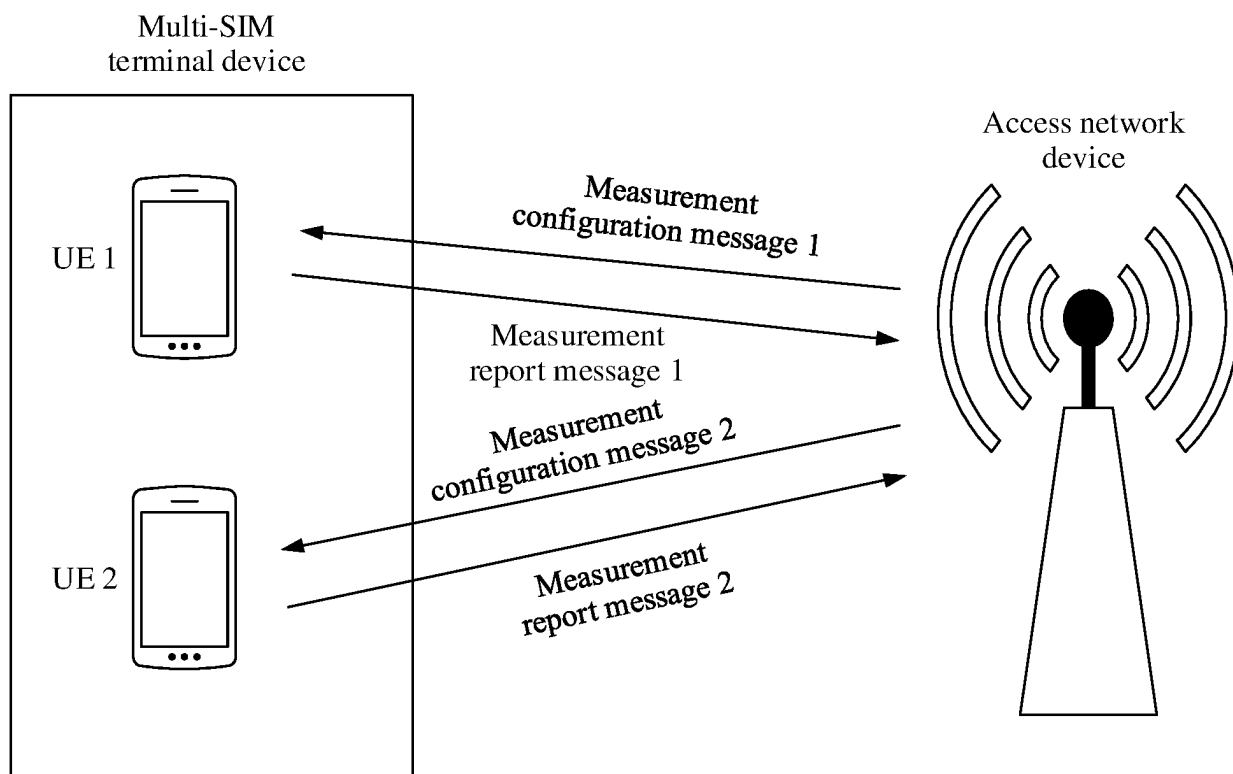 Multi-SIM
terminal device
Access network
device
UE 1
Measurement
configuration message 1
Measurement
report message 1
Measurement
configuration message 2
UE 2
Measurement
report message 2